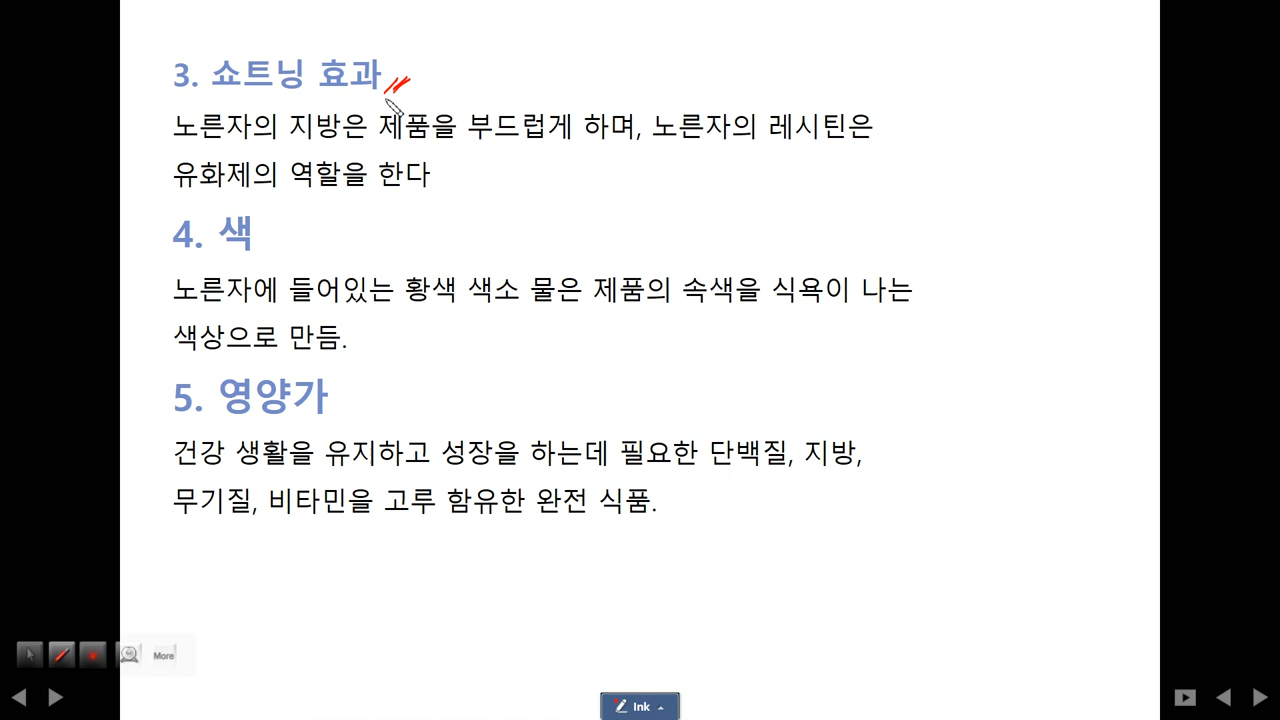 3. 쇼트닝 효과
노른자의 지방은 제품을 부드럽게 하며, 노른자의 레시틴은
유화제의 역할을 한다
4. 색
노른자에 들어있는 황색 색소 물은 제품의 속색을 식욕이 나는
색상으로 만듬.
5. 영양가
건강 생활을 유지하고 성장을 하는데 필요한 단백질, 지방,
무기질, 비타민을 고루 함유한 완전 식품.
More
Ink